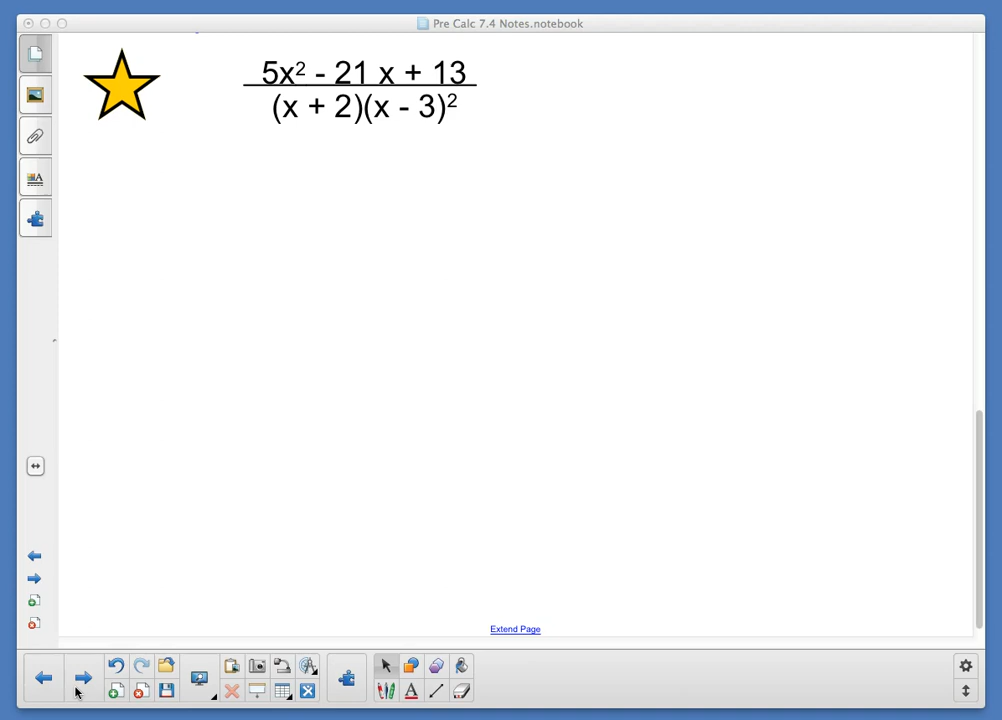 Pre Calc 7.4 Notes.notebook
5x² - 21 x + 13
(x + 2)(x - 3)²
Extend Page